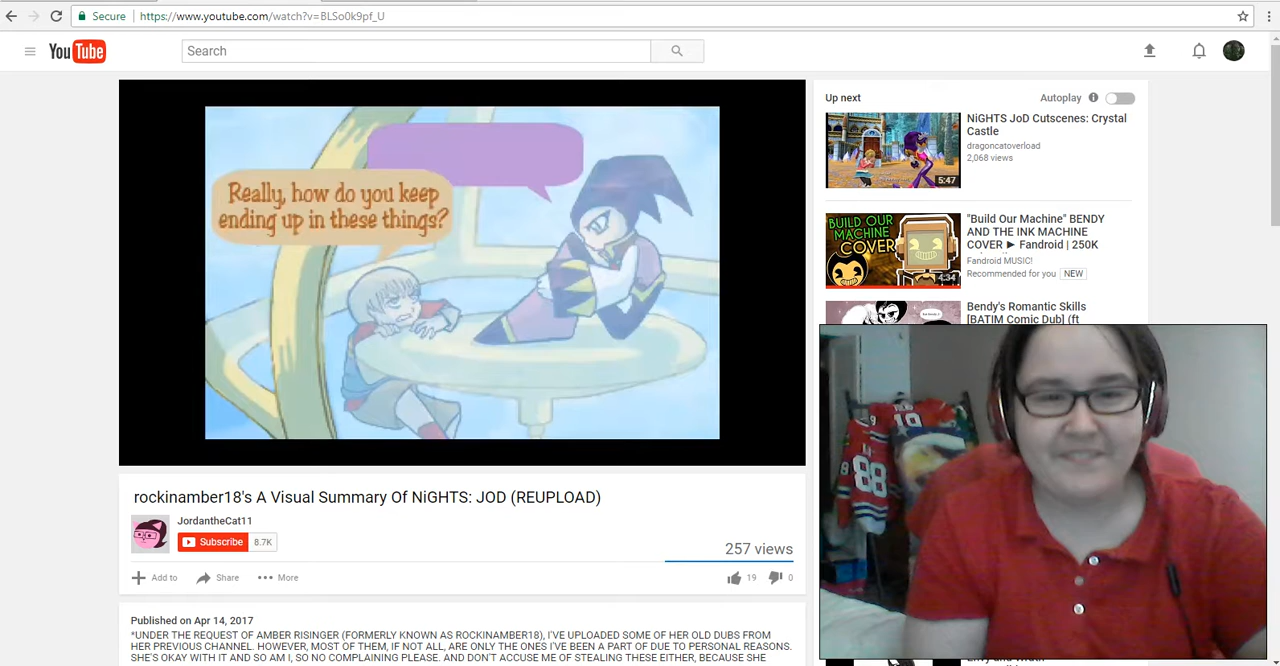 Secure
https://www.youtube.com/watch?v=BLSo0k9pf_U
YouTube
Search
Really, how do you keep
ending up in these things?
rockinamber18's A Visual Summary Of NiGHTS: JOD (REUPLOAD)
JordantheCat11
Subscribe 8.7K
257 views
Add to Share More
19 0
Published on Apr 14, 2017
*UNDER THE REQUEST OF AMBER RISINGER (FORMERLY KNOWN AS ROCKINAMBER18), I'VE UPLOADED SOME OF HER OLD DUBS FROM
HER PREVIOUS CHANNEL. HOWEVER, MOST OF THEM, IF NOT ALL, ARE ONLY THE ONES I'VE BEEN A PART OF DUE TO PERSONAL REASONS.
SHE'S OKAY WITH IT AND SO AM I, SO NO COMPLAINING PLEASE. AND DON'T ACCUSE ME OF STEALING THESE EITHER, BECAUSE SHE
Up next
Autoplay
5:47
NiGHTS JoD Cutscenes: Crystal
Castle
dragoncatoverload
2,068 views
BUILD OUR
MACHINE
COVER
4:34
"Build Our Machine" BENDY
AND THE INK MACHINE
COVER ► Fandroid | 250K
Fandroid MUSIC!
Recommended for you NEW
Bendy's Romantic Skills
[BATIM Comic Dub] (ft
88